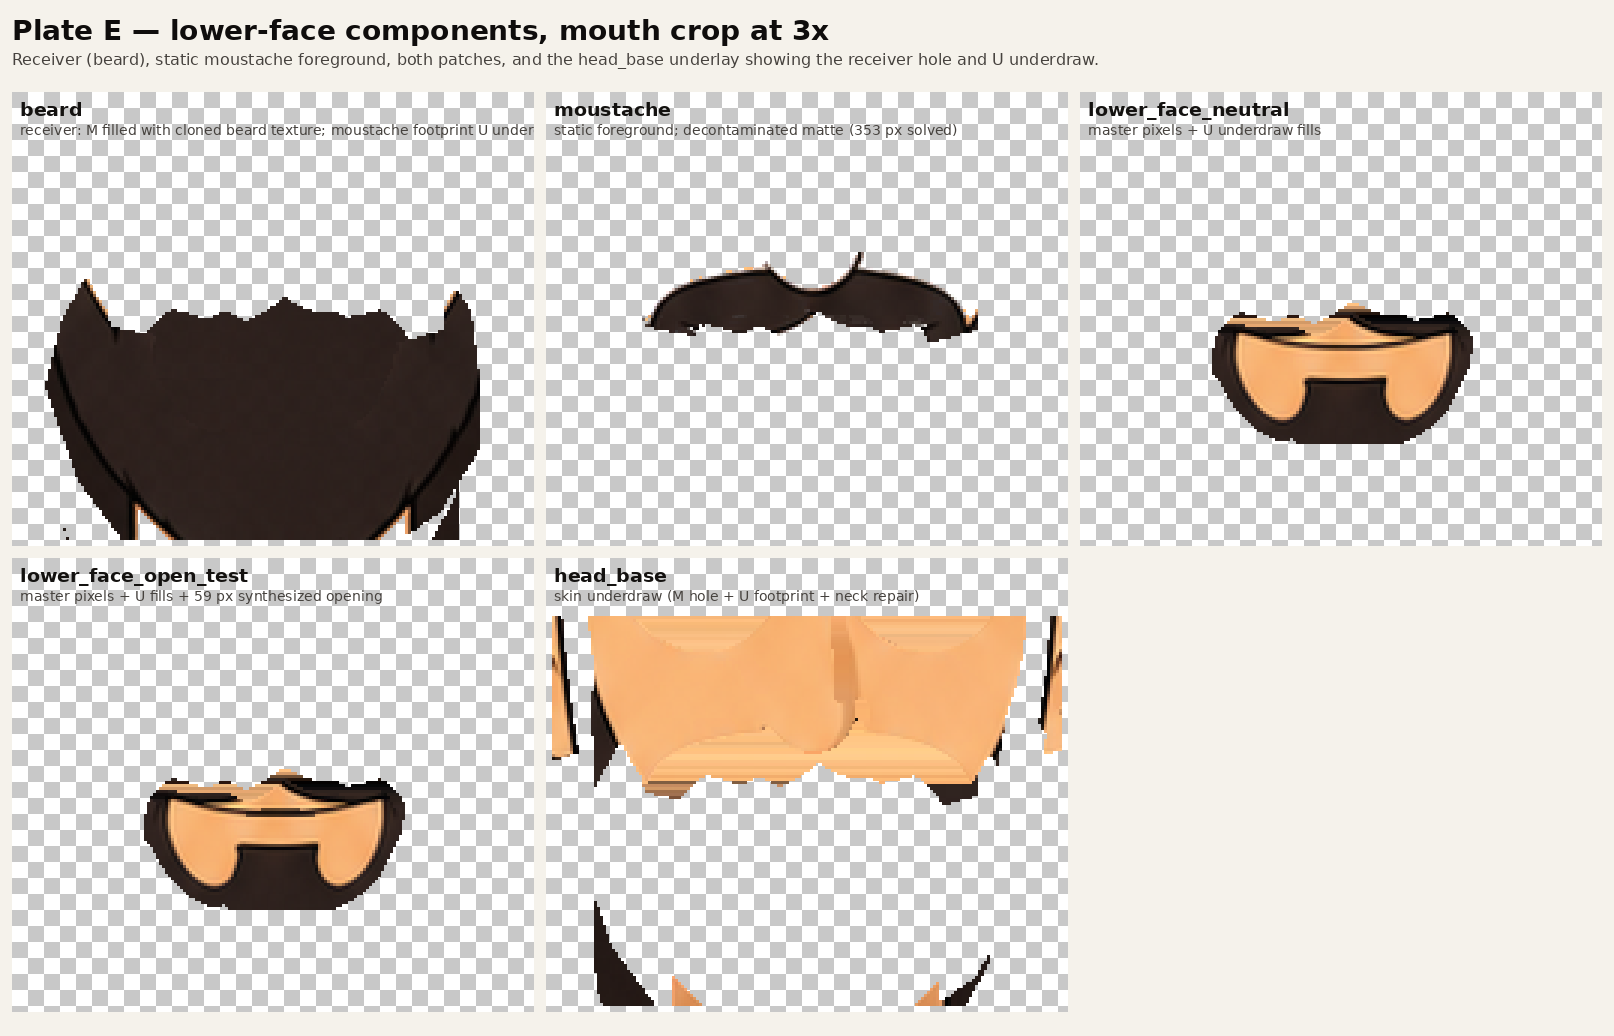 Plate E — lower-face components, mouth crop at 3x
Receiver (beard), static moustache foreground, both patches, and the head_base underlay showing the receiver hole and U underdraw.
beard
receiver: M filled with cloned beard texture; moustache footprint U under
moustache
static foreground; decontaminated matte (353 px solved)
lower_face_neutral
master pixels + U underdraw fills
lower_face_open_test
master pixels + U fills + 59 px synthesized opening
head_base
skin underdraw (M hole + U footprint + neck repair)